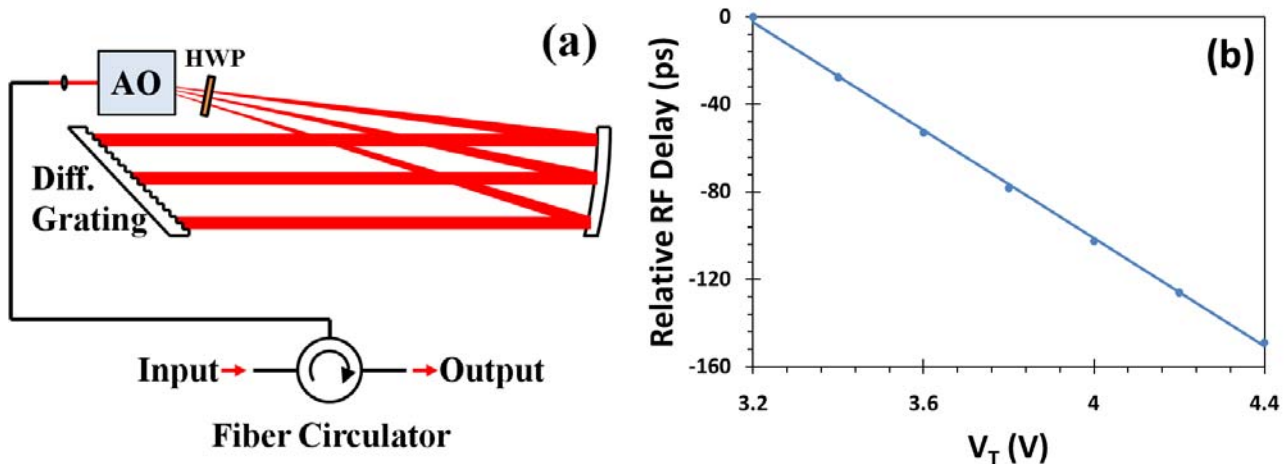 (a)
HWP
AO
Diff.
Grating
Input
Output
Fiber Circulator
(b)
Relative RF Delay (ps)
0
-40
-80
-120
-160
3.2
3.6
4
4.4
V_T (V)